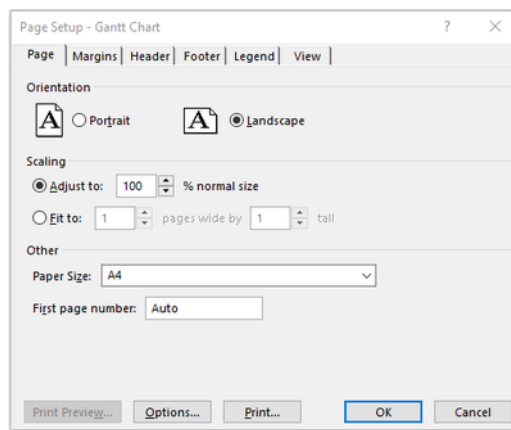 Page Setup - Gantt Chart ? ×
Page Margins Header Footer Legend View
Orientation
A Portrait A Landscape
Scaling
Adjust to: 100 % normal size
Fit to: 1 pages wide by 1 tall
Other
Paper Size: A4
First page number: Auto
Print Preview... Options... Print... OK Cancel